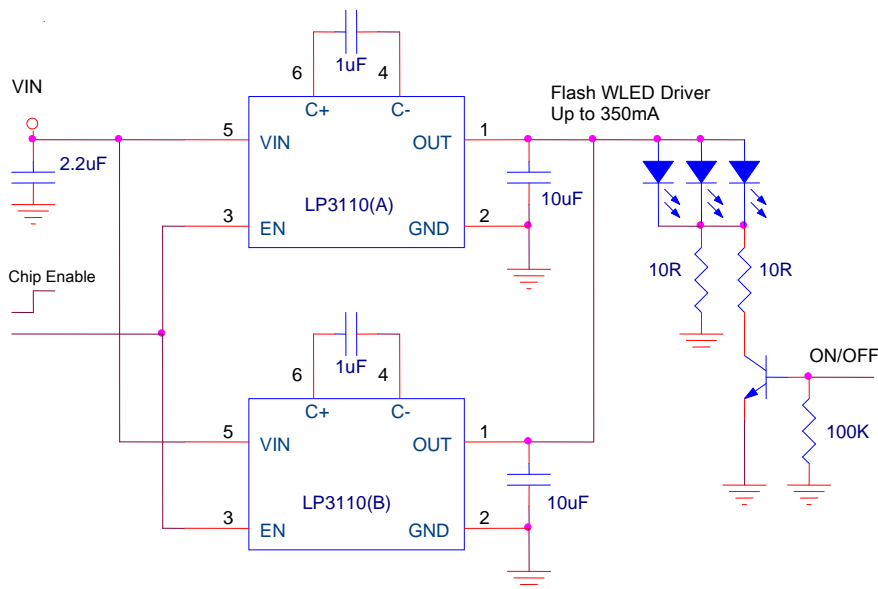 1uF
6
4
VIN
C+
C-
Flash WLED Driver
Up to 350mA
5
VIN
OUT
1
2.2uF
10uF
LP3110(A)
3
EN
GND
2
10R
10R
Chip Enable
1uF
6
4
ON/OFF
C+
C-
5
VIN
OUT
1
100K
10uF
LP3110(B)
3
EN
GND
2